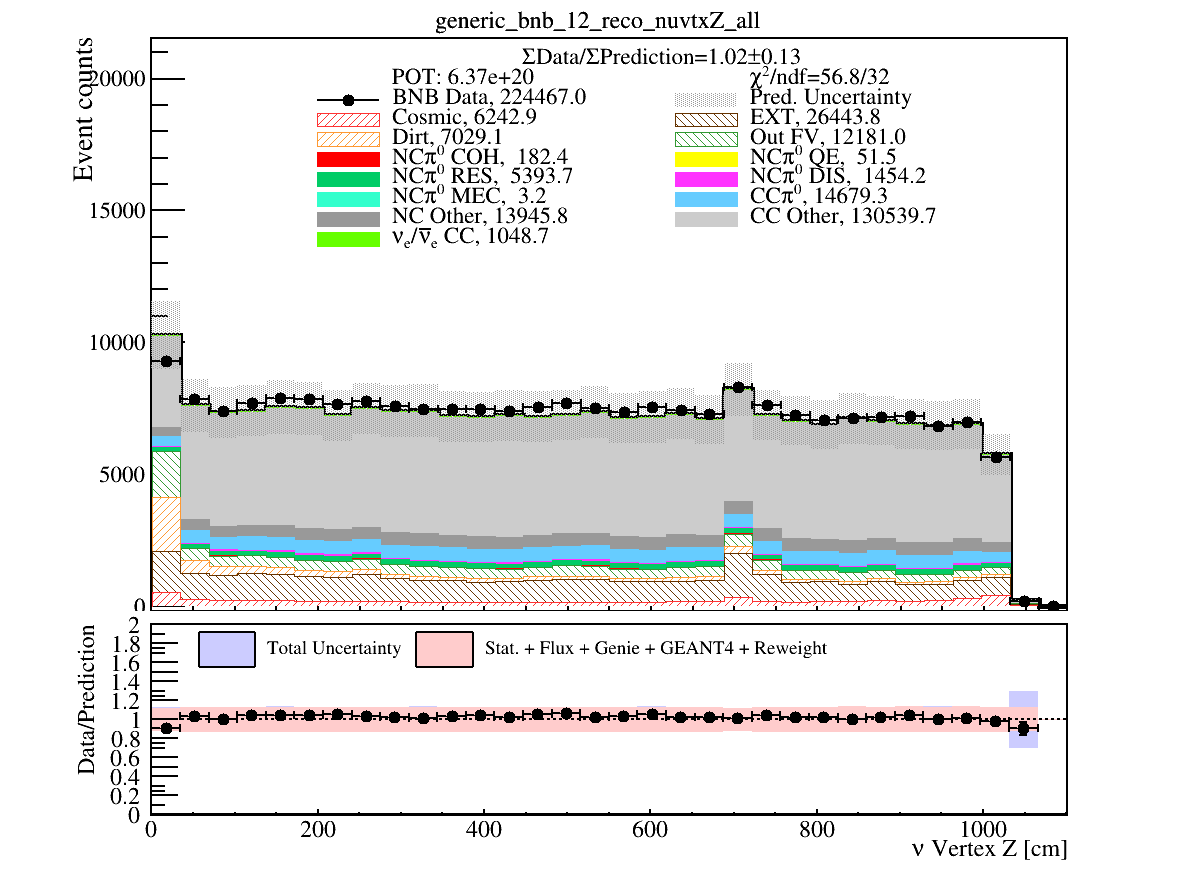 generic_bnb_12_reco_nuvtxZ_all
ΣData/ΣPrediction=1.02±0.13
POT: 6.37e+20
χ²/ndf=56.8/32
BNB Data, 224467.0
Pred. Uncertainty
Cosmic, 6242.9
EXT, 26443.8
Dirt, 7029.1
Out FV, 12181.0
NCπ⁰ COH, 182.4
NCπ⁰ QE, 51.5
NCπ⁰ RES, 5393.7
NCπ⁰ DIS, 1454.2
NCπ⁰ MEC, 3.2
CCπ⁰, 14679.3
NC Other, 13945.8
CC Other, 130539.7
νₑ/ν̅ₑ CC, 1048.7
Event counts
20000
15000
10000
5000
0
Total Uncertainty
Stat. + Flux + Genie + GEANT4 + Reweight
Data/Prediction
2
1.8
1.6
1.4
1.2
1
0.8
0.6
0.4
0.2
0
0 200 400 600 800 1000
ν Vertex Z [cm]